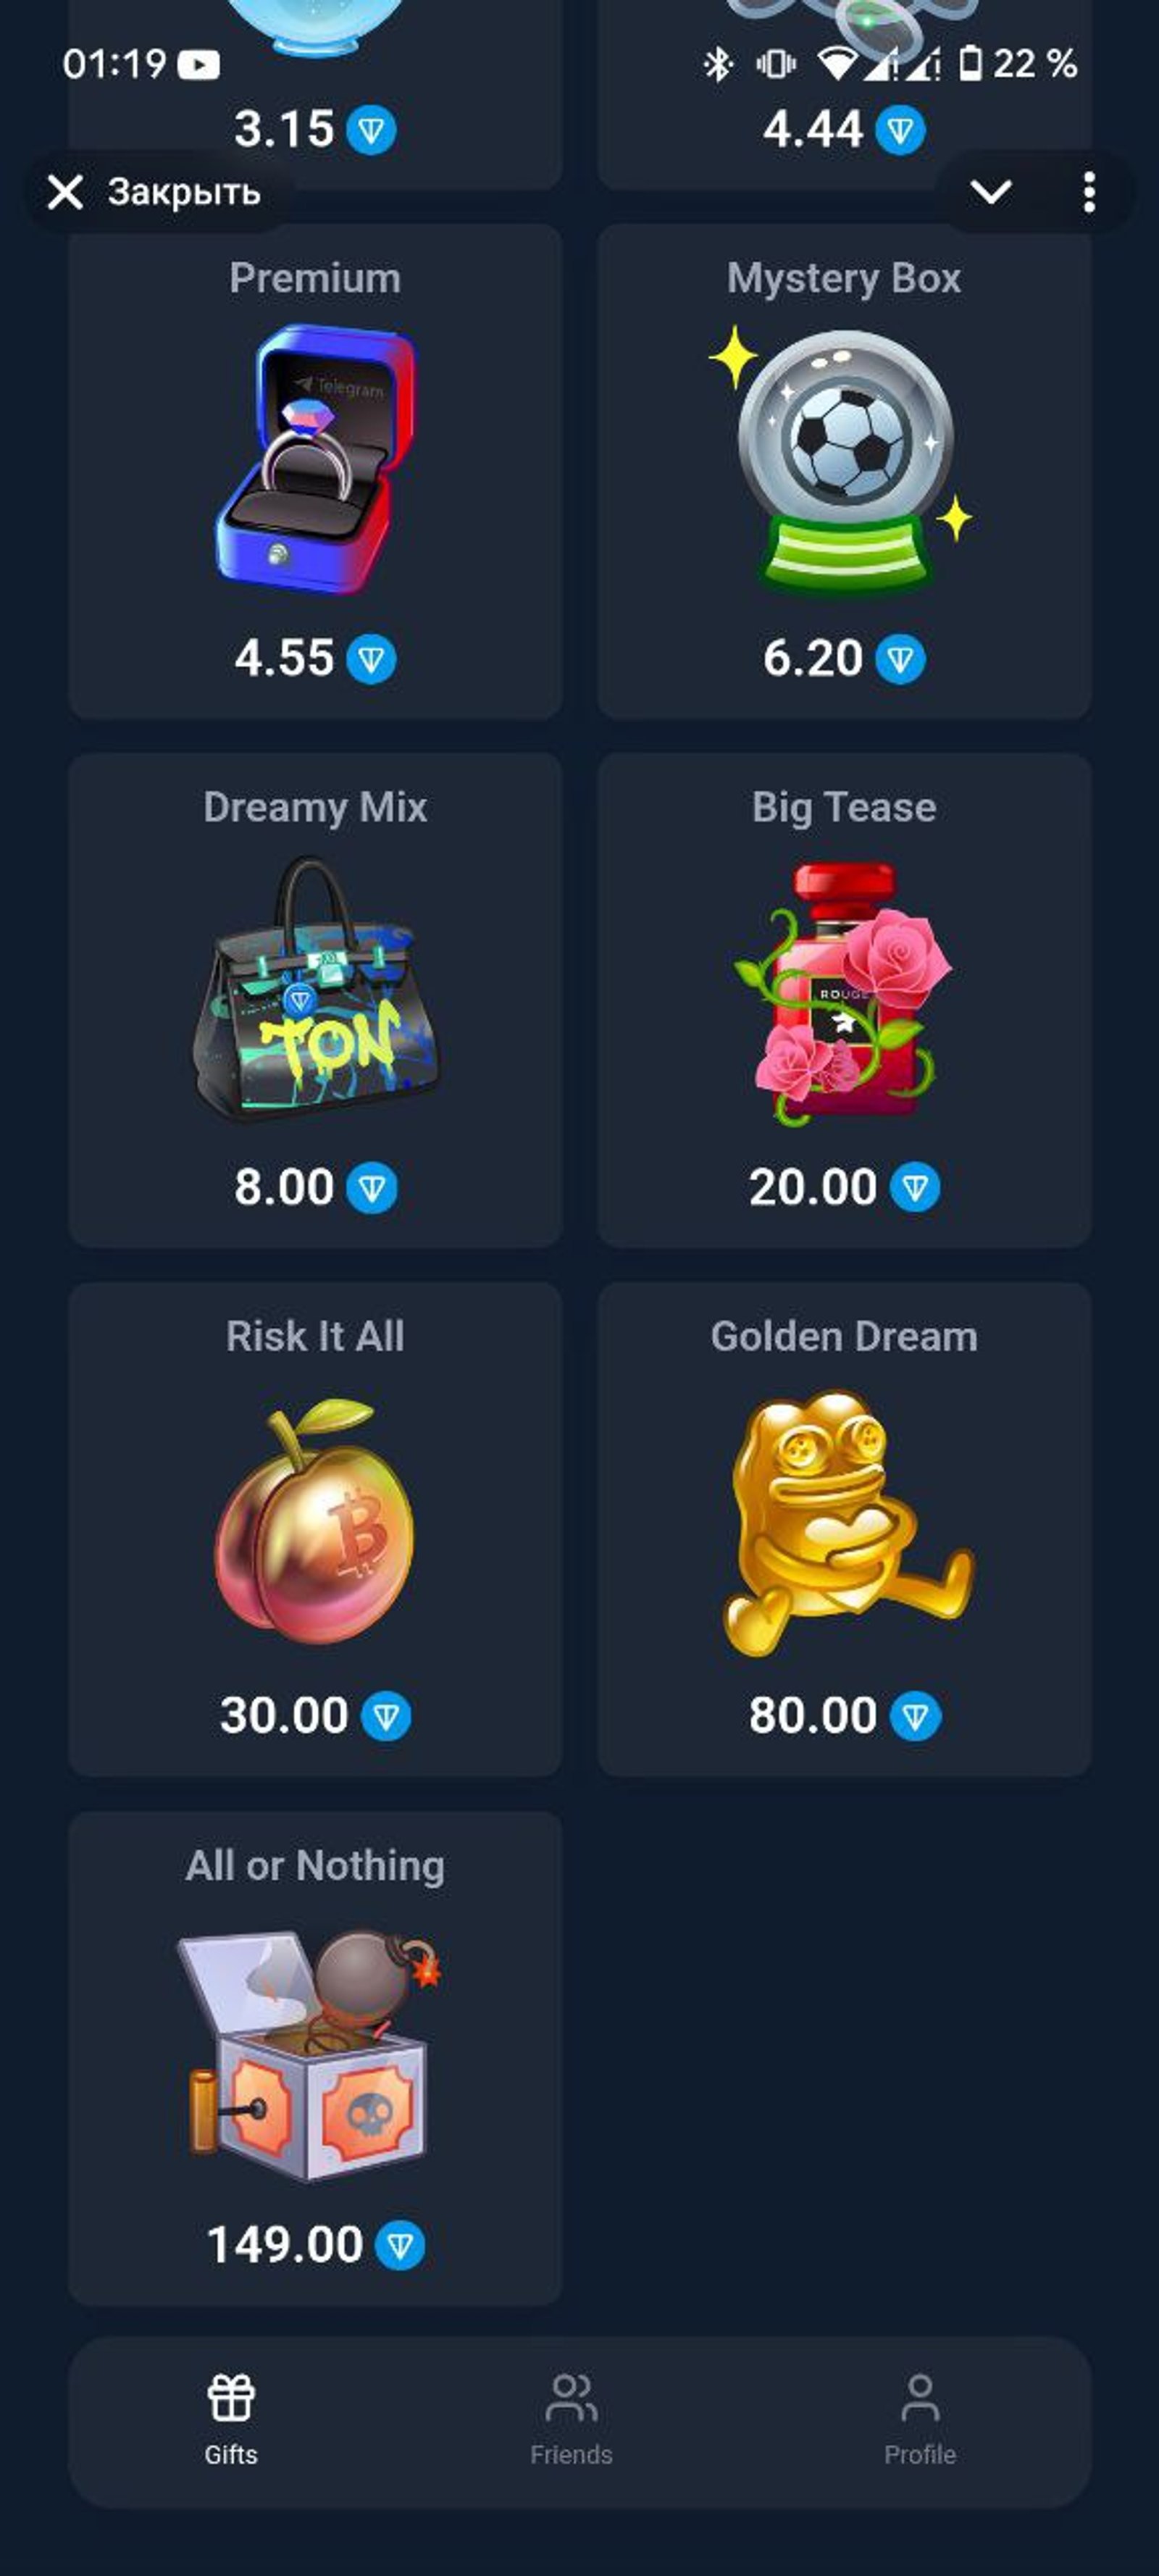 01:19
22 %
3.15
4.44
Закрыть
Premium
Mystery Box
Telegram
4.55
6.20
Dreamy Mix
Big Tease
TON
ROUGE
8.00
20.00
Risk It All
Golden Dream
30.00
80.00
All or Nothing
149.00
Gifts
Friends
Profile